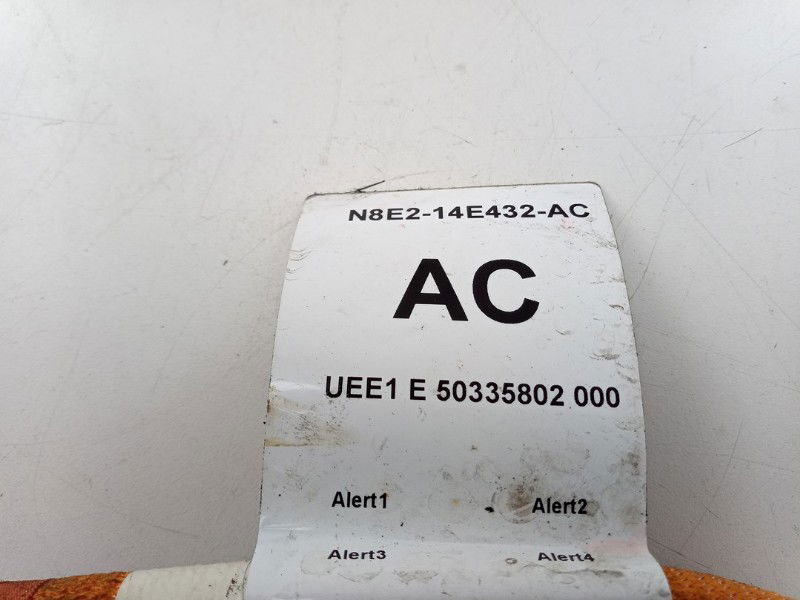 N8E2-14E432-AC
AC
UEE1 E 50335802 000
Alert1 Alert2
Alert3 Alert4